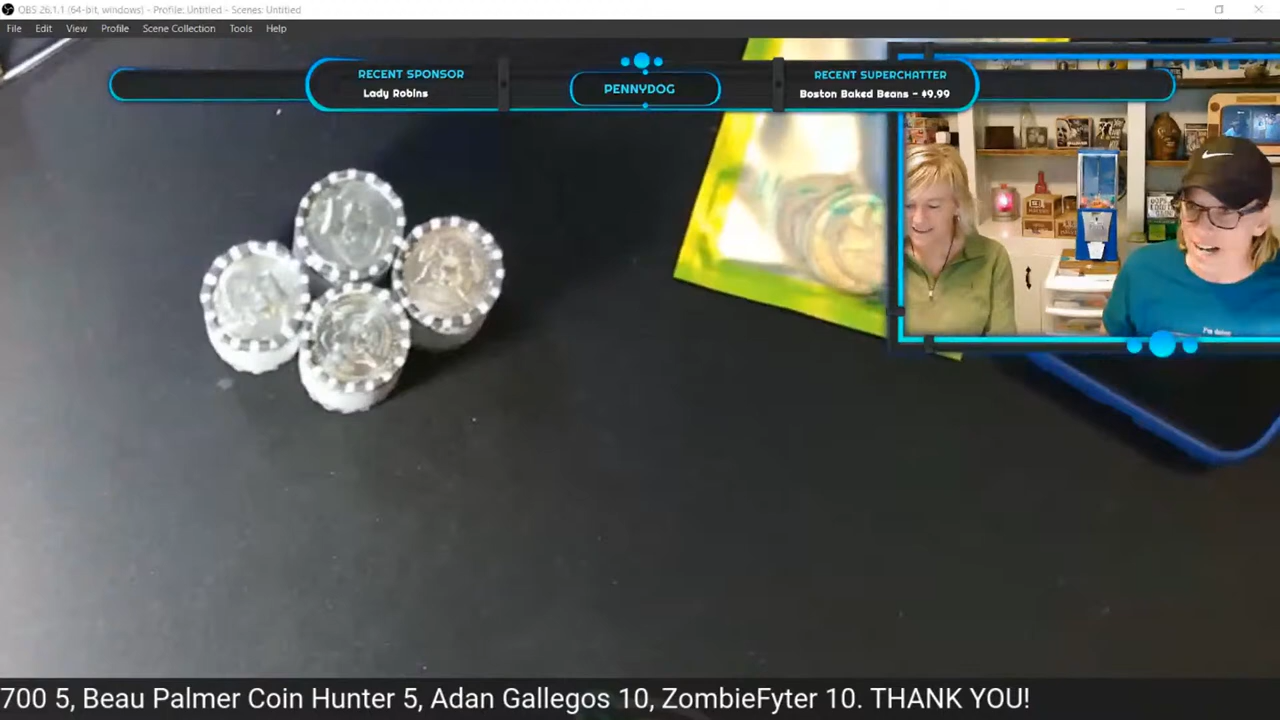 OBS 26.1.1 (64-bit, windows) - Profile: Untitled - Scenes: Untitled
File Edit View Profile Scene Collection Tools Help
RECENT SPONSOR
Lady Robins
PENNYDOG
RECENT SUPERCHATTER
Boston Baked Beans - $9.99
700 5, Beau Palmer Coin Hunter 5, Adan Gallegos 10, ZombieFyter 10. THANK YOU!